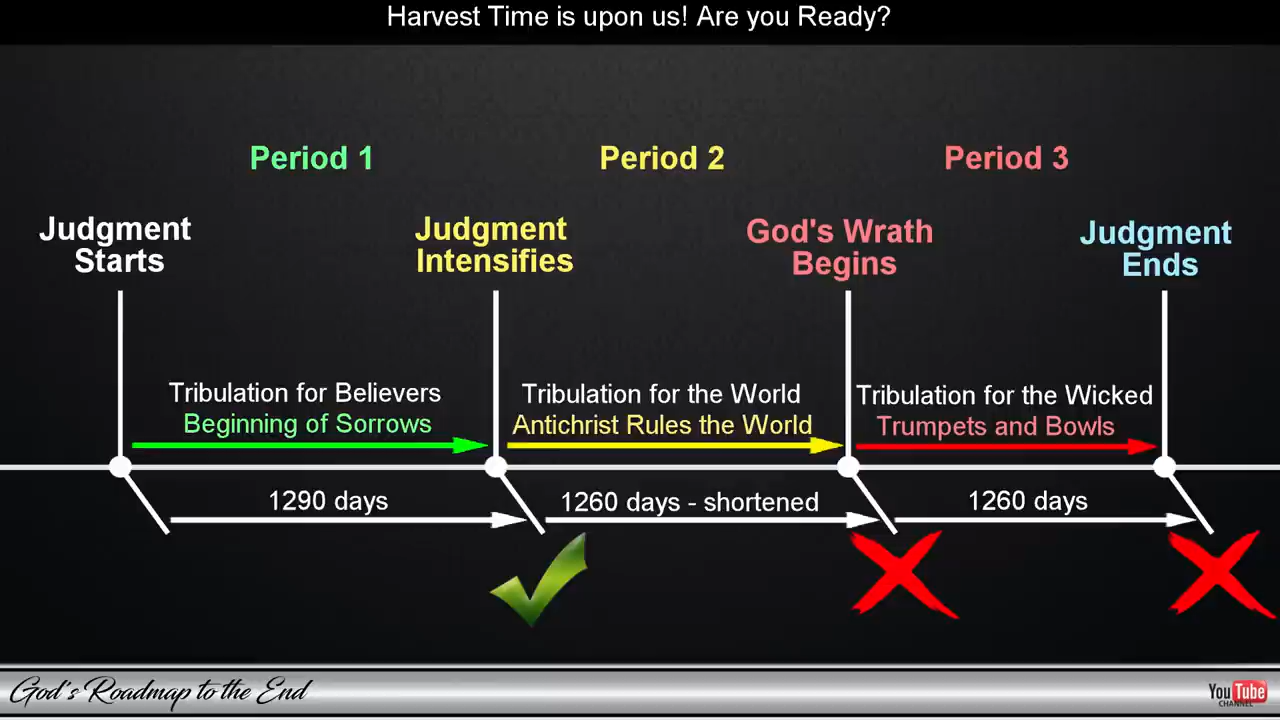 Harvest Time is upon us! Are you Ready?
Period 1
Period 2
Period 3
Judgment
Starts
Judgment
Intensifies
God's Wrath
Begins
Judgment
Ends
Tribulation for Believers
Beginning of Sorrows
Tribulation for the World
Antichrist Rules the World
Tribulation for the Wicked
Trumpets and Bowls
1290 days
1260 days - shortened
1260 days
God's Roadmap to the End
YouTube
CHANNEL